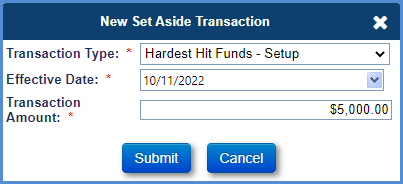 New Set Aside Transaction
Transaction Type: * Hardest Hit Funds - Setup
Effective Date: * 10/11/2022
Transaction
Amount: * $5,000.00
Submit Cancel